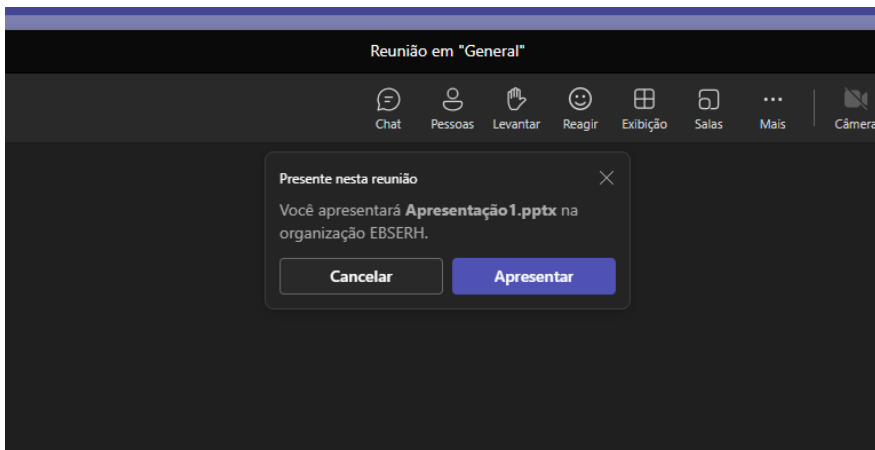 Reunião em "General"
Chat Pessoas Levantar Reagir Exibição Salas Mais Câmera
Presente nesta reunião
Você apresentará Apresentação1.pptx na
organização EBSERH.
Cancelar Apresentar